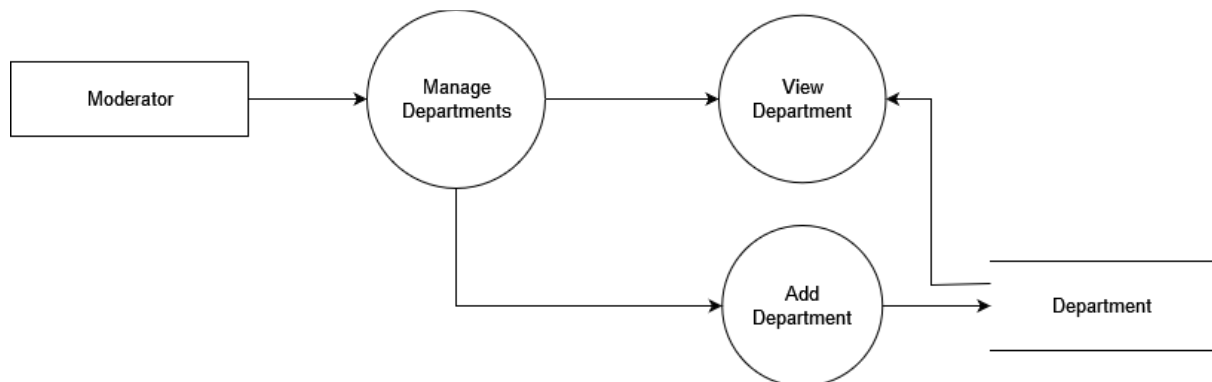 Moderator
Manage
Departments
View
Department
Add
Department
Department